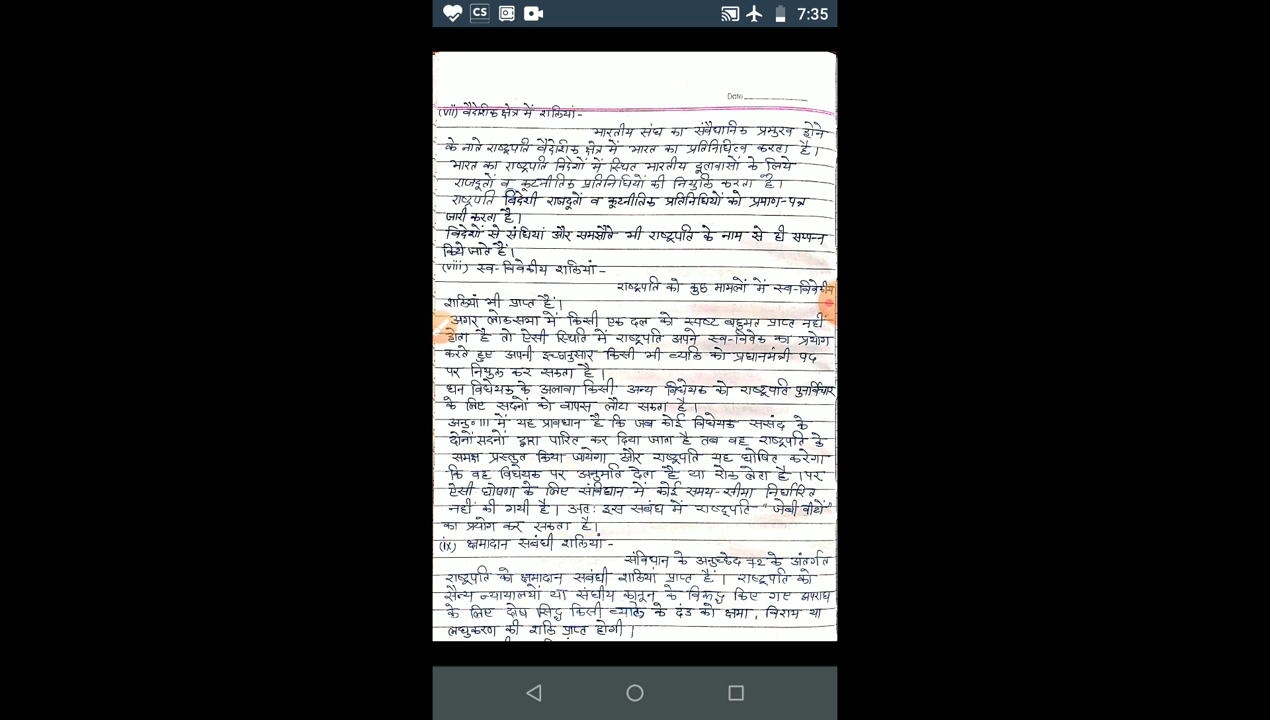 CS
7:35
Date
(vii) वैदेशिक क्षेत्र में शक्तियां-
भारतीय संघ का संवैधानिक प्रमुख होने
के नाते राष्ट्रपति वैदेशिक क्षेत्र में भारत का प्रतिनिधित्व करता है।
भारत का राष्ट्रपति विदेशों में स्थित भारतीय दूतावासों के लिये
राजदूतों व कूटनीतिक प्रतिनिधियों की नियुक्ति करता है।
राष्ट्रपति विदेशी राजदूतों व कूटनीतिक प्रतिनिधियों को प्रमाण-पत्र
जारी करता है।
विदेशों से संधियां और समझौते भी राष्ट्रपति के नाम से ही सम्पन्न
किये जाते हैं।
(viii) स्व-विवेकीय शक्तियां-
राष्ट्रपति को कुछ मामलों में स्व-विवेकीय
शक्तियां भी प्राप्त है।
अगर लोकसभा में किसी एक दल को स्पष्ट बहुमत प्राप्त नहीं
होता है तो ऐसी स्थिति में राष्ट्रपति अपने स्व-विवेक का प्रयोग
करते हुए अपनी इच्छानुसार किसी भी व्यक्ति को प्रधानमंत्री पद
पर नियुक्त कर सकता है।
धन विधेयक के अलावा किसी अन्य विधेयक को राष्ट्रपति पुनर्विचार
के लिए सदनों को वापस लौटा सकता है।
अनु० 111 में यह प्रावधान है कि जब कोई विधेयक संसद के
दोनों सदनों द्वारा पारित कर दिया जाता है तब वह राष्ट्रपति के
समक्ष प्रस्तुत किया जायेगा और राष्ट्रपति यह घोषित करेगा
कि वह विधेयक पर अनुमति देता है या रोक लेता है। पर
ऐसी घोषणा के लिए संविधान में कोई समय-सीमा निर्धारित
नहीं की गयी है। अतः इस संबंध में राष्ट्रपति "जेबी वीटो"
का प्रयोग कर सकता है।
(ix) क्षमादान सबंधी शक्तियां-
संविधान के अनुच्छेद 72 के अंतर्गत
राष्ट्रपति को क्षमादान सबंधी शक्तियां प्राप्त हैं। राष्ट्रपति को
सैन्य न्यायालयों या संघीय कानून के विरूद्ध किए गए अपराध
के लिए दोष सिद्ध किसी व्यक्ति के दंड को क्षमा, विराम या
लघुकरण की शक्ति प्राप्त होगी।